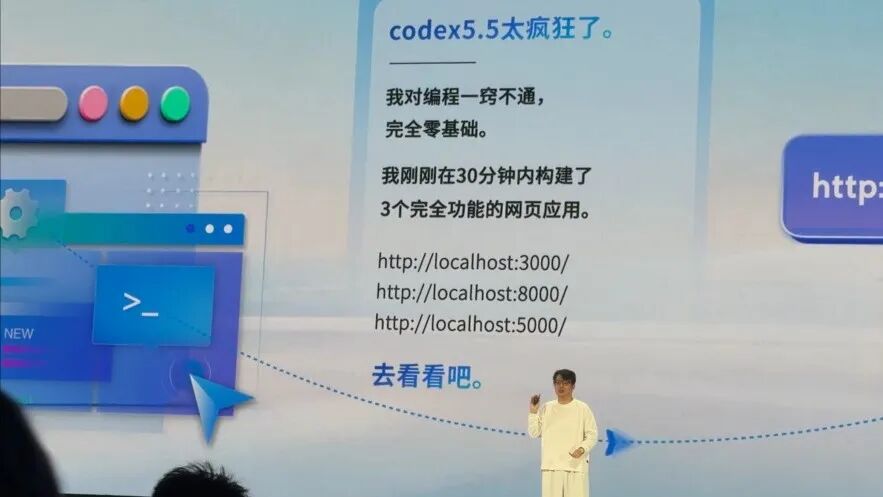 codex5.5太疯狂了。
我对编程一窍不通，
完全零基础。
我刚刚在30分钟内构建了
3个完全功能的网页应用。
http://localhost:3000/
http://localhost:8000/
http://localhost:5000/
去看看吧。
http:
>_
NEW